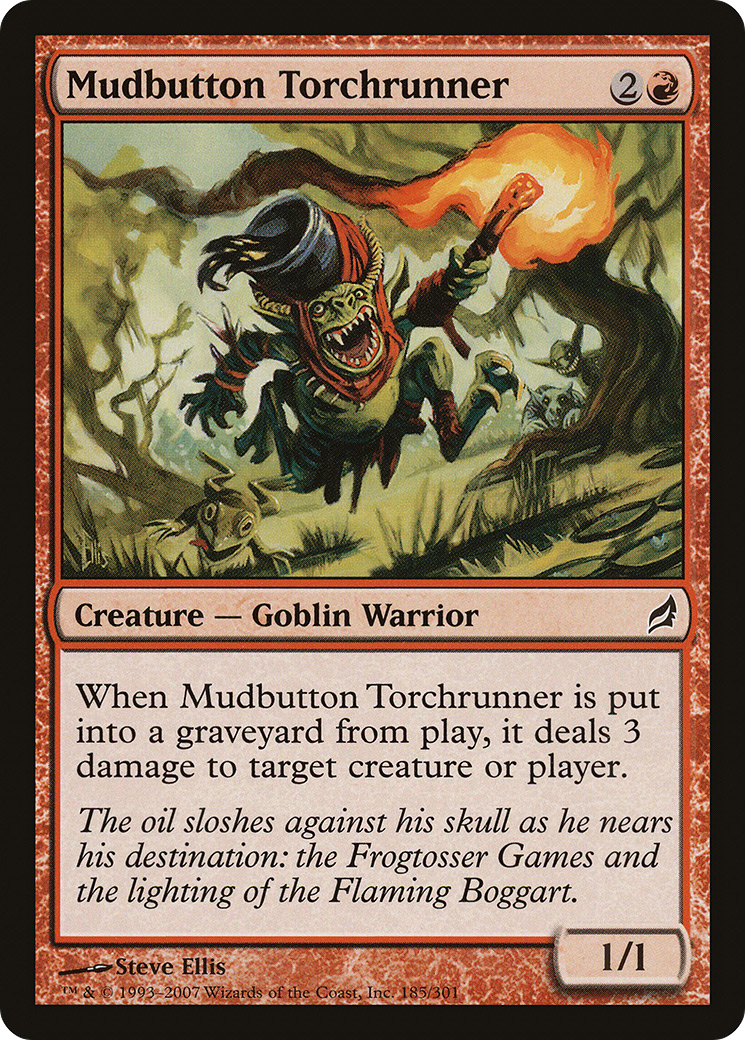 Mudbutton Torchrunner 2
Ellis
Creature — Goblin Warrior
When Mudbutton Torchrunner is put
into a graveyard from play, it deals 3
damage to target creature or player.
The oil sloshes against his skull as he nears
his destination: the Frogtosser Games and
the lighting of the Flaming Boggart.
1/1
Steve Ellis
™ & © 1993–2007 Wizards of the Coast, Inc. 185/301